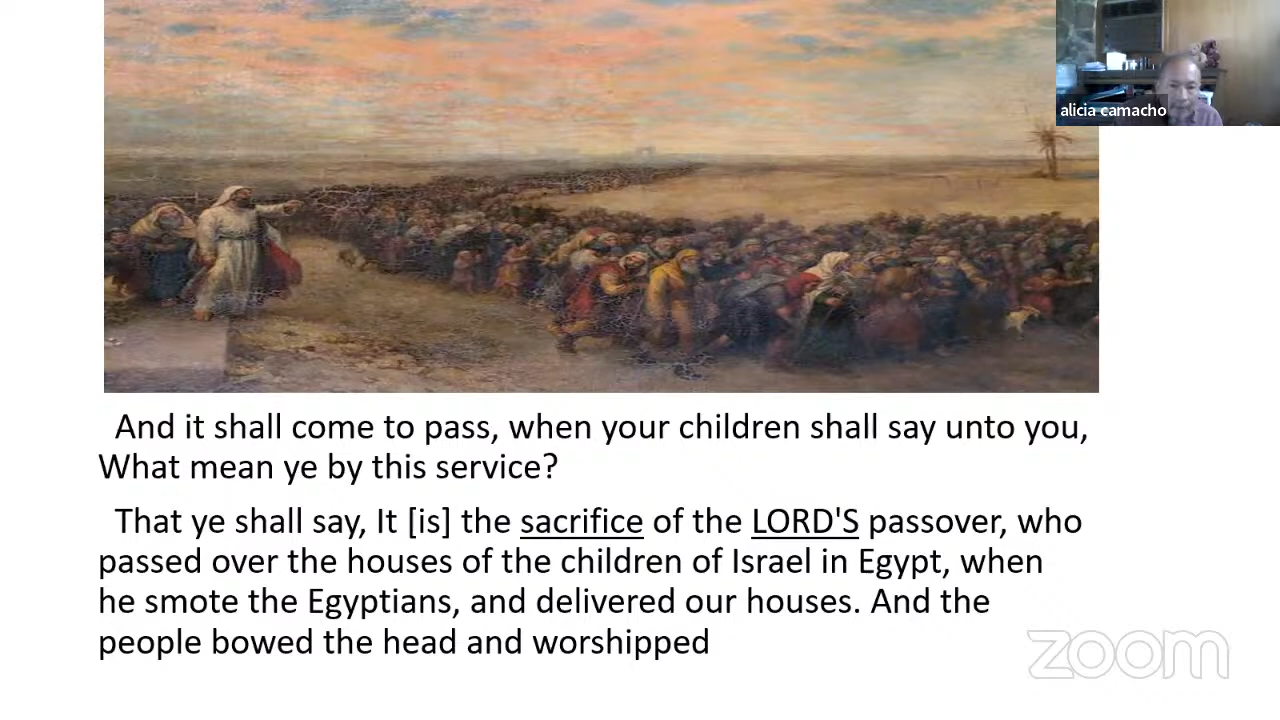 alicia camacho
And it shall come to pass, when your children shall say unto you,
What mean ye by this service?
That ye shall say, It [is] the sacrifice of the LORD'S passover, who
passed over the houses of the children of Israel in Egypt, when
he smote the Egyptians, and delivered our houses. And the
people bowed the head and worshipped
zoom